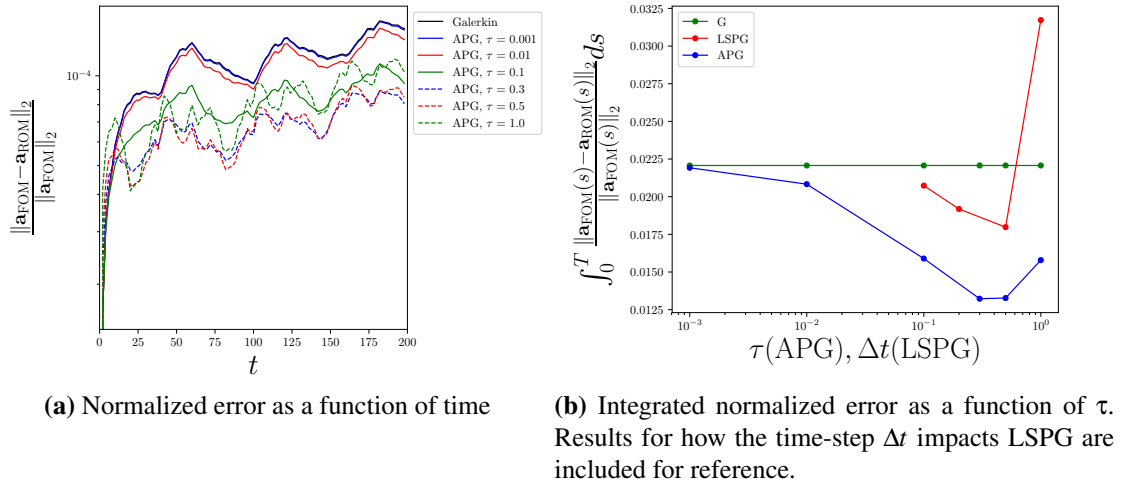 Galerkin
APG, τ = 0.001
APG, τ = 0.01
APG, τ = 0.1
APG, τ = 0.3
APG, τ = 0.5
APG, τ = 1.0
10⁻⁴
||a_FOM − a_ROM||₂
||a_FOM||₂
0 25 50 75 100 125 150 175 200
t
(a) Normalized error as a function of time
G
LSPG
APG
0.0325
0.0300
0.0275
0.0250
0.0225
0.0200
0.0175
0.0150
0.0125
∫₀ᵀ ||a_FOM(s) − a_ROM(s)||₂ ds
||a_FOM(s)||₂
10⁻³ 10⁻² 10⁻¹ 10⁰
τ(APG), Δt(LSPG)
(b) Integrated normalized error as a function of τ.
Results for how the time-step Δt impacts LSPG are
included for reference.